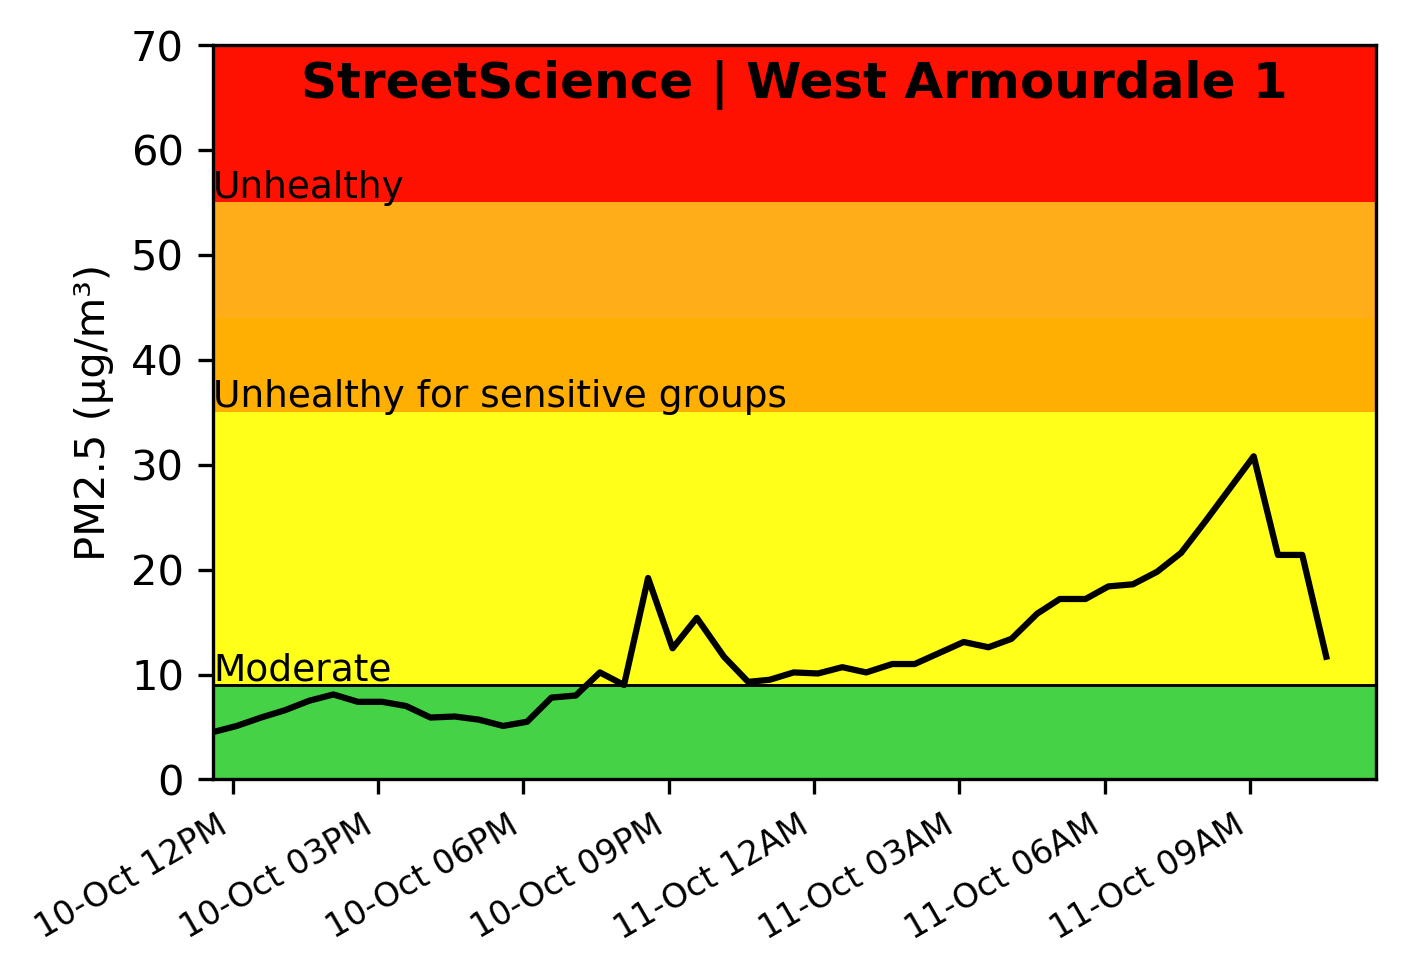 StreetScience | West Armourdale 1
70
60
Unhealthy
50
40
Unhealthy for sensitive groups
30
20
Moderate
10
0
PM2.5 (µg/m³)
10-Oct 12PM
10-Oct 03PM
10-Oct 06PM
10-Oct 09PM
11-Oct 12AM
11-Oct 03AM
11-Oct 06AM
11-Oct 09AM